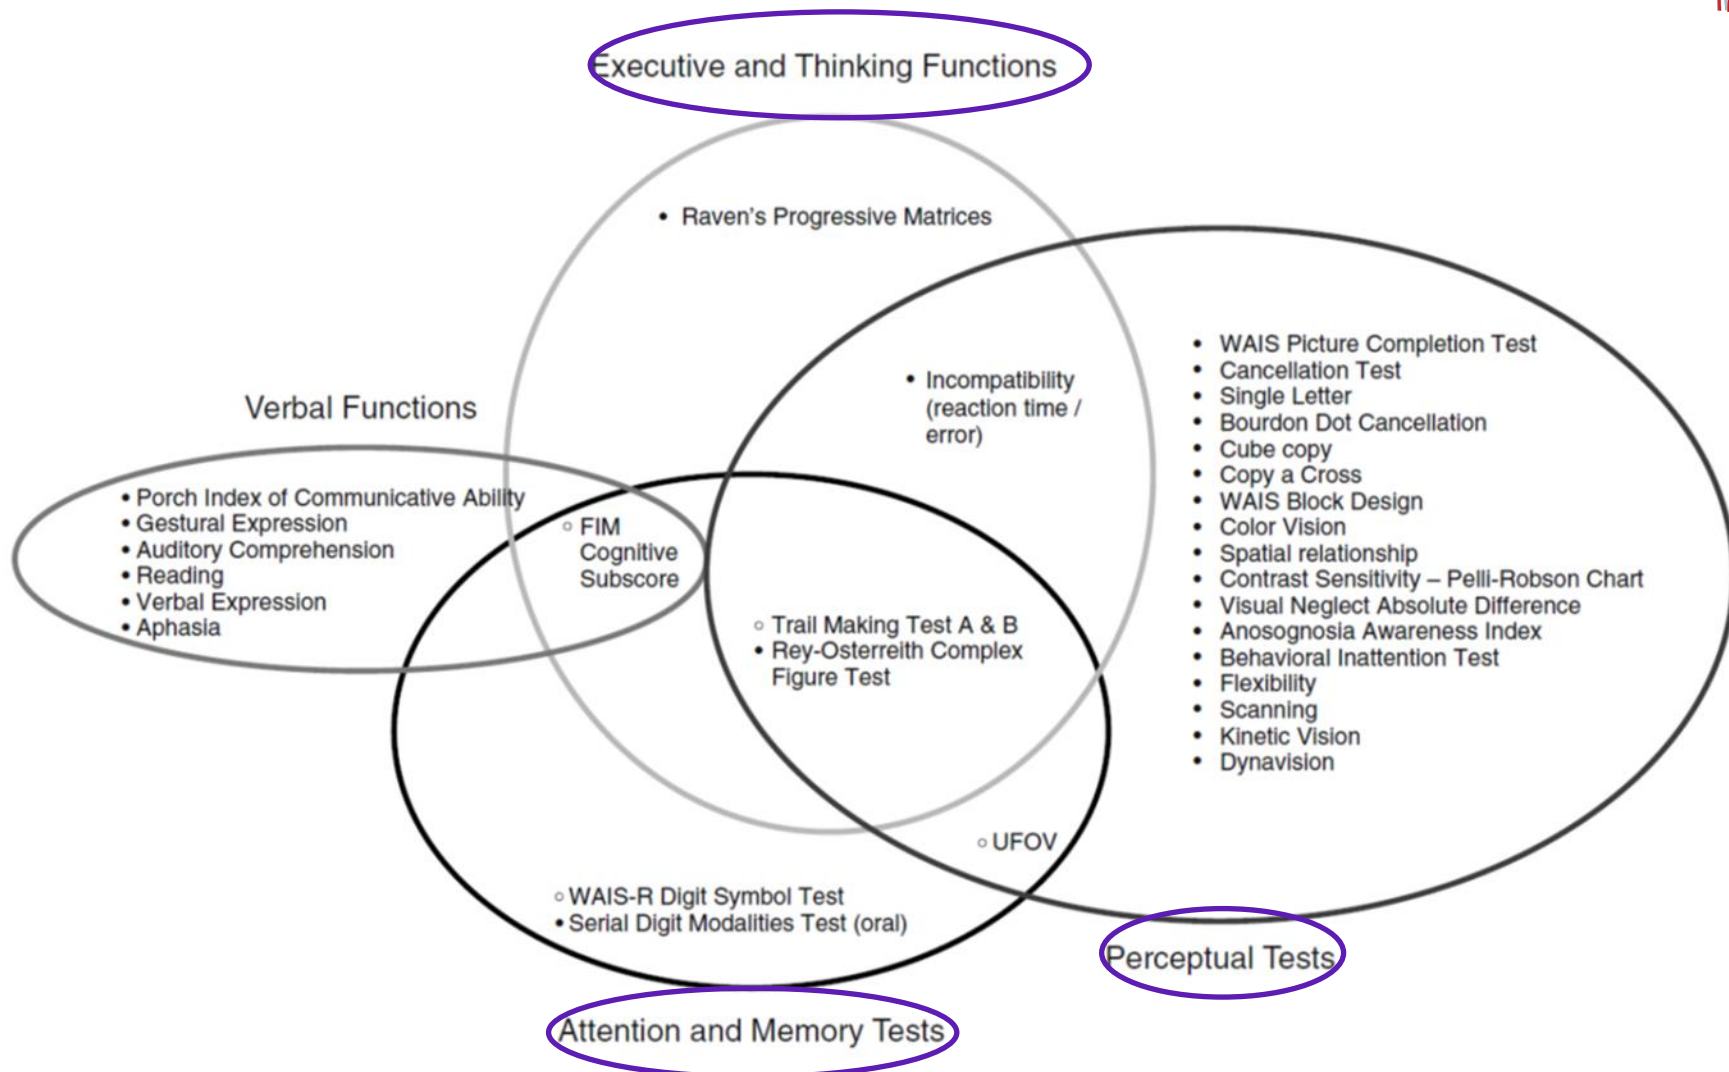 Executive and Thinking Functions
• Raven's Progressive Matrices
• Incompatibility
(reaction time /
error)
• WAIS Picture Completion Test
• Cancellation Test
• Single Letter
• Bourdon Dot Cancellation
• Cube copy
• Copy a Cross
• WAIS Block Design
• Color Vision
• Spatial relationship
• Contrast Sensitivity – Pelli-Robson Chart
• Visual Neglect Absolute Difference
• Anosognosia Awareness Index
• Behavioral Inattention Test
• Flexibility
• Scanning
• Kinetic Vision
• Dynavision
Verbal Functions
• Porch Index of Communicative Ability
• Gestural Expression
• Auditory Comprehension
• Reading
• Verbal Expression
• Aphasia
○ FIM
Cognitive
Subscore
○ Trail Making Test A & B
• Rey-Osterreith Complex
Figure Test
○ UFOV
○ WAIS-R Digit Symbol Test
• Serial Digit Modalities Test (oral)
Perceptual Tests
Attention and Memory Tests